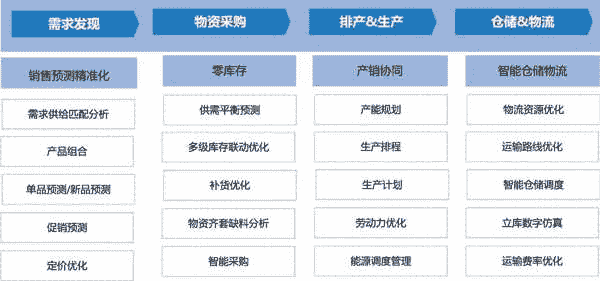 需求发现
物资采购
排产&生产
仓储&物流
销售预测精准化
零库存
产销协同
智能仓储物流
需求供给匹配分析
供需平衡预测
产能规划
物流资源优化
产品组合
多级库存联动优化
生产排程
运输路线优化
单品预测/新品预测
补货优化
生产计划
智能仓储调度
促销预测
物资齐套缺料分析
劳动力优化
立库数字仿真
定价优化
智能采购
能源调度管理
运输费率优化